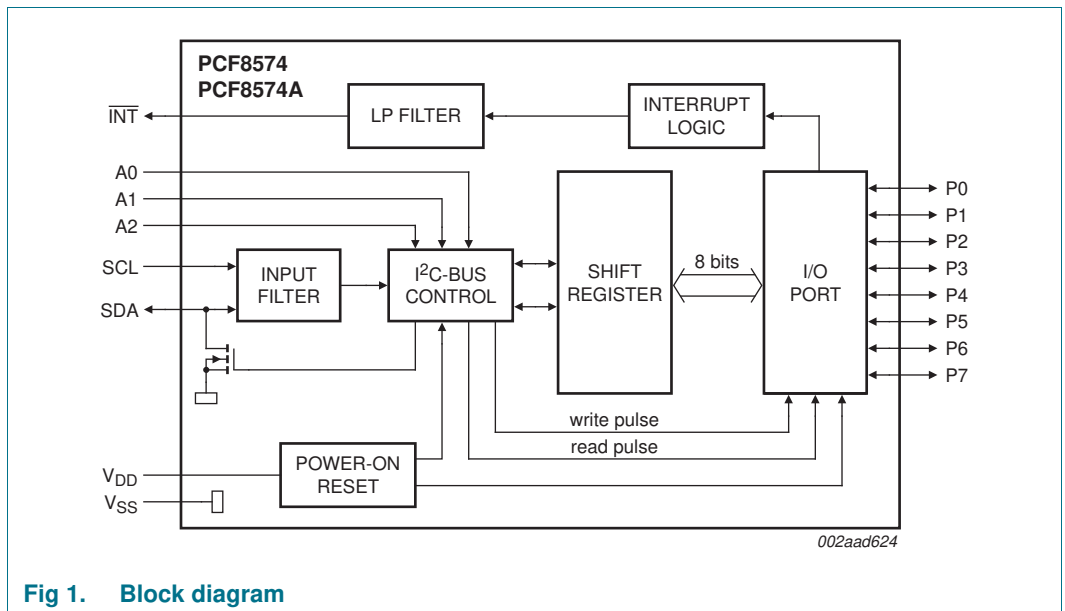 PCF8574
PCF8574A
INT
LP FILTER
INTERRUPT
LOGIC
A0
A1
A2
SCL
SDA
INPUT
FILTER
I²C-BUS
CONTROL
SHIFT
REGISTER
8 bits
I/O
PORT
P0
P1
P2
P3
P4
P5
P6
P7
write pulse
read pulse
POWER-ON
RESET
VDD
VSS
002aad624
Fig 1. Block diagram